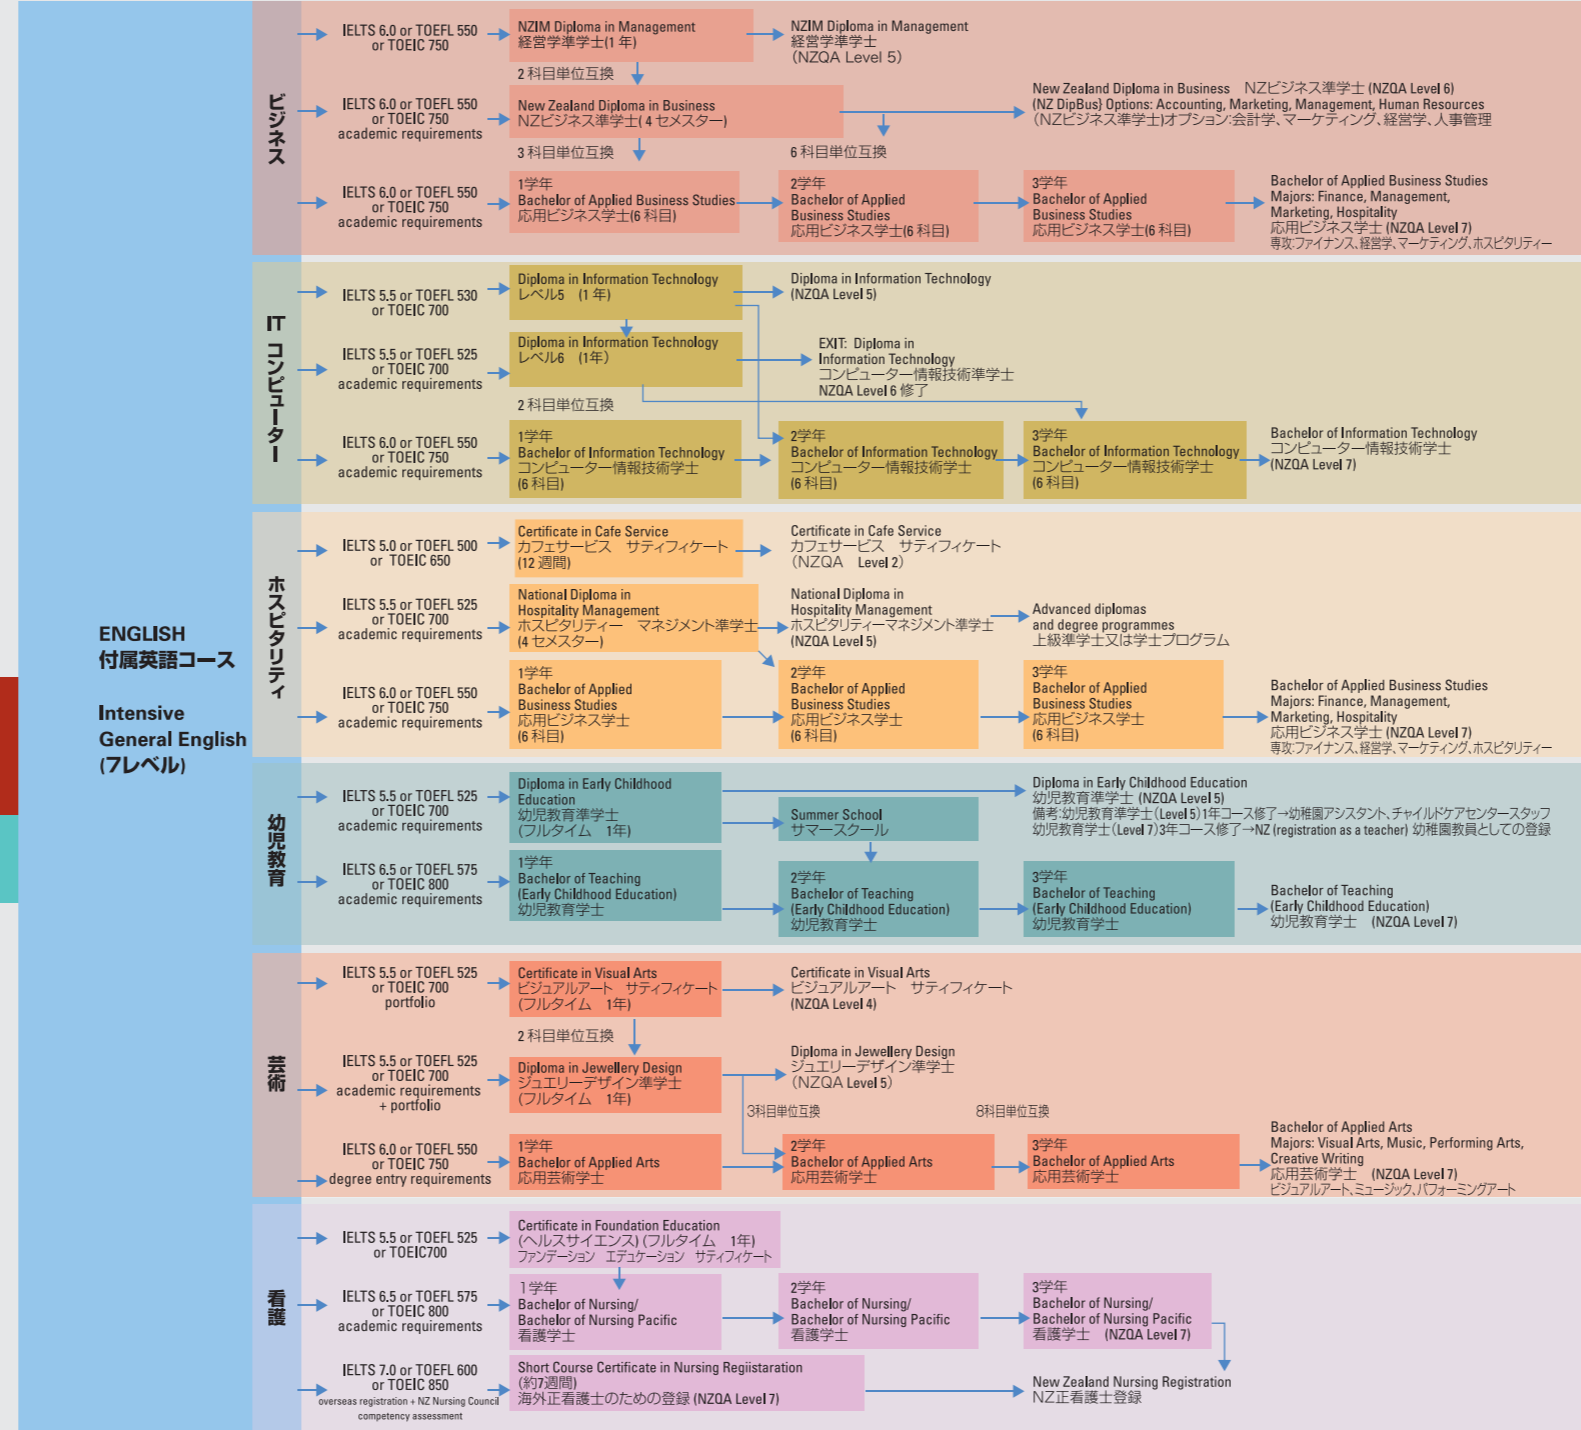 ENGLISH
付属英語コース
Intensive
General English
(7レベル)
ビジネス
IELTS 6.0 or TOEFL 550
or TOEIC 750
NZIM Diploma in Management
経営学準学士(1 年)
NZIM Diploma in Management
経営学準学士
(NZQA Level 5)
2 科目単位互換
IELTS 6.0 or TOEFL 550
or TOEIC 750
academic requirements
New Zealand Diploma in Business
NZビジネス準学士( 4 セメスター)
New Zealand Diploma in Business　NZビジネス準学士 (NZQA Level 6)
(NZ DipBus} Options: Accounting, Marketing, Management, Human Resources
(NZビジネス準学士)オプション:会計学、マーケティング、経営学、人事管理
3 科目単位互換
6 科目単位互換
IELTS 6.0 or TOEFL 550
or TOEIC 750
academic requirements
1学年
Bachelor of Applied Business Studies
応用ビジネス学士(6 科目)
2学年
Bachelor of Applied
Business Studies
応用ビジネス学士(6 科目)
3学年
Bachelor of Applied
Business Studies
応用ビジネス学士(6 科目)
Bachelor of Applied Business Studies
Majors: Finance, Management,
Marketing, Hospitality
応用ビジネス学士 (NZQA Level 7)
専攻:ファイナンス、経営学、マーケティング、ホスピタリティー
IT コンピューター
IELTS 5.5 or TOEFL 530
or TOEIC 700
Diploma in Information Technology
レベル5　(1 年)
Diploma in Information Technology
(NZQA Level 5)
IELTS 5.5 or TOEFL 525
or TOEIC 700
academic requirements
Diploma in Information Technology
レベル6　(1年)
EXIT: Diploma in
Information Technology
コンピューター情報技術準学士
NZQA Level 6 修了
2 科目単位互換
IELTS 6.0 or TOEFL 550
or TOEIC 750
academic requirements
1学年
Bachelor of Information Technology
コンピューター情報技術学士
(6 科目)
2学年
Bachelor of Information Technology
コンピューター情報技術学士
(6 科目)
3学年
Bachelor of Information Technology
コンピューター情報技術学士
(6 科目)
Bachelor of Information Technology
コンピューター情報技術学士
(NZQA Level 7)
ホスピタリティ
IELTS 5.0 or TOEFL 500
or TOEIC 650
Certificate in Cafe Service
カフェサービス　サティフィケート
(12 週間)
Certificate in Cafe Service
カフェサービス　サティフィケート
(NZQA　Level 2)
IELTS 5.5 or TOEFL 525
or TOEIC 700
academic requirements
National Diploma in
Hospitality Management
ホスピタリティー　マネジメント準学士
(4 セメスター)
National Diploma in
Hospitality Management
ホスピタリティーマネジメント準学士
(NZQA Level 5)
Advanced diplomas
and degree programmes
上級準学士又は学士プログラム
IELTS 6.0 or TOEFL 550
or TOEIC 750
academic requirements
1学年
Bachelor of Applied
Business Studies
応用ビジネス学士
(6 科目)
2学年
Bachelor of Applied
Business Studies
応用ビジネス学士
(6 科目)
3学年
Bachelor of Applied
Business Studies
応用ビジネス学士
(6 科目)
Bachelor of Applied Business Studies
Majors: Finance, Management,
Marketing, Hospitality
応用ビジネス学士 (NZQA Level 7)
専攻:ファイナンス、経営学、マーケティング、ホスピタリティー
幼児教育
IELTS 5.5 or TOEFL 525
or TOEIC 700
academic requirements
Diploma in Early Childhood
Education
幼児教育準学士
(フルタイム　1年)
Summer School
サマースクール
Diploma in Early Childhood Education
幼児教育準学士 (NZQA Level 5)
備考:幼児教育準学士(Level 5)1年コース修了→幼稚園アシスタント、チャイルドケアセンタースタッフ
幼児教育学士(Level 7)3年コース修了→NZ (registration as a teacher) 幼稚園教員としての登録
IELTS 6.5 or TOEFL 575
or TOEIC 800
academic requirements
1学年
Bachelor of Teaching
(Early Childhood Education)
幼児教育学士
2学年
Bachelor of Teaching
(Early Childhood Education)
幼児教育学士
3学年
Bachelor of Teaching
(Early Childhood Education)
幼児教育学士
Bachelor of Teaching
(Early Childhood Education)
幼児教育学士　(NZQA Level 7)
芸術
IELTS 5.5 or TOEFL 525
or TOEIC 700
portfolio
Certificate in Visual Arts
ビジュアルアート　サティフィケート
(フルタイム　1年)
Certificate in Visual Arts
ビジュアルアート　サティフィケート
(NZQA Level 4)
2 科目単位互換
IELTS 5.5 or TOEFL 525
or TOEIC 700
academic requirements
+ portfolio
Diploma in Jewellery Design
ジュエリーデザイン準学士
(フルタイム　1年)
Diploma in Jewellery Design
ジュエリーデザイン準学士
(NZQA Level 5)
3科目単位互換
8科目単位互換
IELTS 6.0 or TOEFL 550
or TOEIC 750
degree entry requirements
1学年
Bachelor of Applied Arts
応用芸術学士
2学年
Bachelor of Applied Arts
応用芸術学士
3学年
Bachelor of Applied Arts
応用芸術学士
Bachelor of Applied Arts
Majors: Visual Arts, Music, Performing Arts,
Creative Writing
応用芸術学士　(NZQA Level 7)
ビジュアルアート、ミュージック、パフォーミングアート
看護
IELTS 5.5 or TOEFL 525
or TOEIC700
Certificate in Foundation Education
(ヘルスサイエンス) (フルタイム　1年)
ファンデーション　エデュケーション　サティフィケート
IELTS 6.5 or TOEFL 575
or TOEIC 800
academic requirements
1学年
Bachelor of Nursing/
Bachelor of Nursing Pacific
看護学士
2学年
Bachelor of Nursing/
Bachelor of Nursing Pacific
看護学士
3学年
Bachelor of Nursing/
Bachelor of Nursing Pacific
看護学士　(NZQA Level 7)
IELTS 7.0 or TOEFL 600
or TOEIC 850
overseas registration + NZ Nursing Council
competency assessment
Short Course Certificate in Nursing Regiistaration
(約7週間)
海外正看護士のための登録 (NZQA Level 7)
New Zealand Nursing Registration
NZ正看護士登録